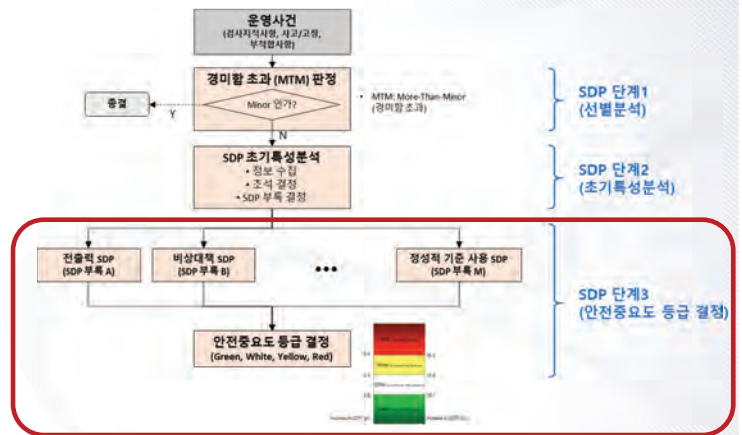 운영사건
(검사지적사항, 사고/고장,
부적합사항)
경미함 초과 (MTM) 판정
Minor 인가?
종결
Y
N
• MTM: More-Than-Minor
(경미함 초과)
SDP 단계1
(선별분석)
SDP 초기특성분석
• 정보 수집
• 조석 결정
• SDP 부록 결정
SDP 단계2
(초기특성분석)
전출력 SDP
(SDP 부록 A)
비상대책 SDP
(SDP 부록 B)
•••
정성적 기준 사용 SDP
(SDP 부록 M)
SDP 단계3
(안전중요도 등급 결정)
안전중요도 등급 결정
(Green, White, Yellow, Red)